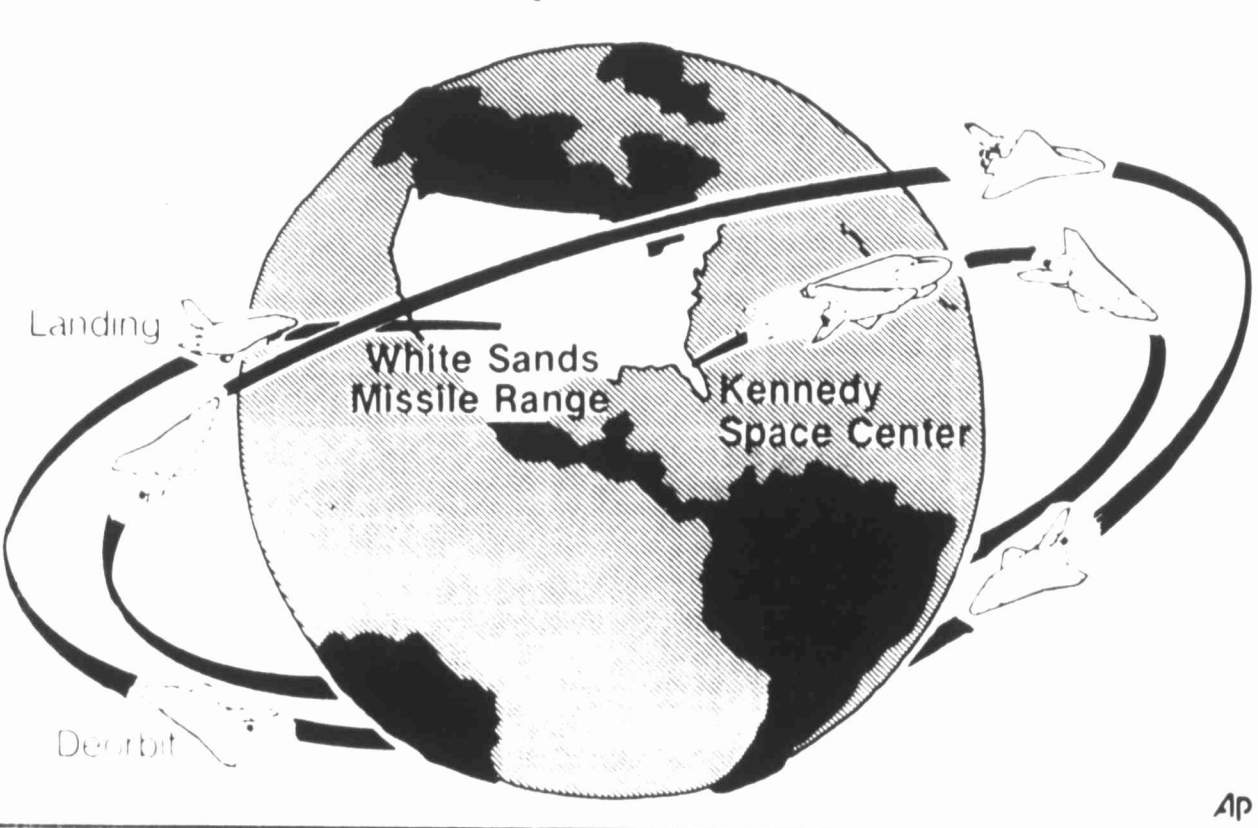 Landing
White Sands
Missile Range
Kennedy
Space Center
Deorbit
AP